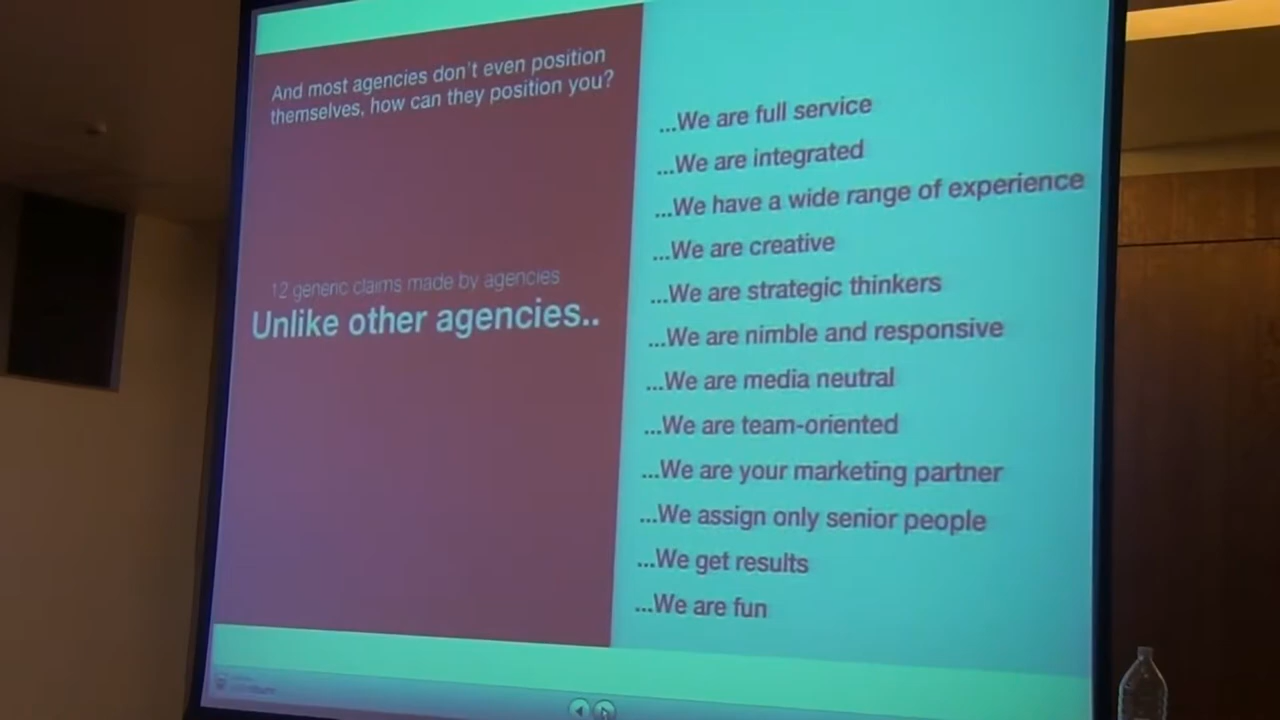 And most agencies don't even position
themselves, how can they position you?
12 generic claims made by agencies
Unlike other agencies..
...We are full service
...We are integrated
...We have a wide range of experience
...We are creative
...We are strategic thinkers
...We are nimble and responsive
...We are media neutral
...We are team-oriented
...We are your marketing partner
...We assign only senior people
...We get results
...We are fun